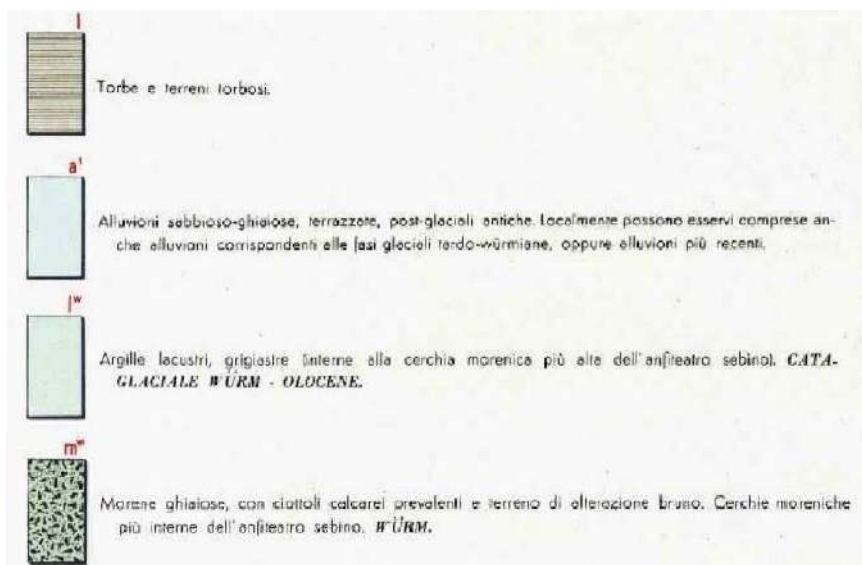 l
Torbe e terreni torbosi.
a¹
Alluvioni sabbioso-ghiaiose, terrazzate, post-glaciali antiche. Localmente possono esservi comprese an-
che alluvioni corrispondenti alle fasi glaciali tardo-würmiane, oppure alluvioni più recenti.
lʷ
Argille lacustri, grigiastre (interne alla cerchia morenica più alta dell'anfiteatro sebino). CATA-
GLACIALE WÜRM - OLOCENE.
mʷ
Morene ghiaiose, con ciottoli calcarei prevalenti e terreno di alterazione bruno. Cerchie moreniche
più interne dell'anfiteatro sebino. WÜRM.